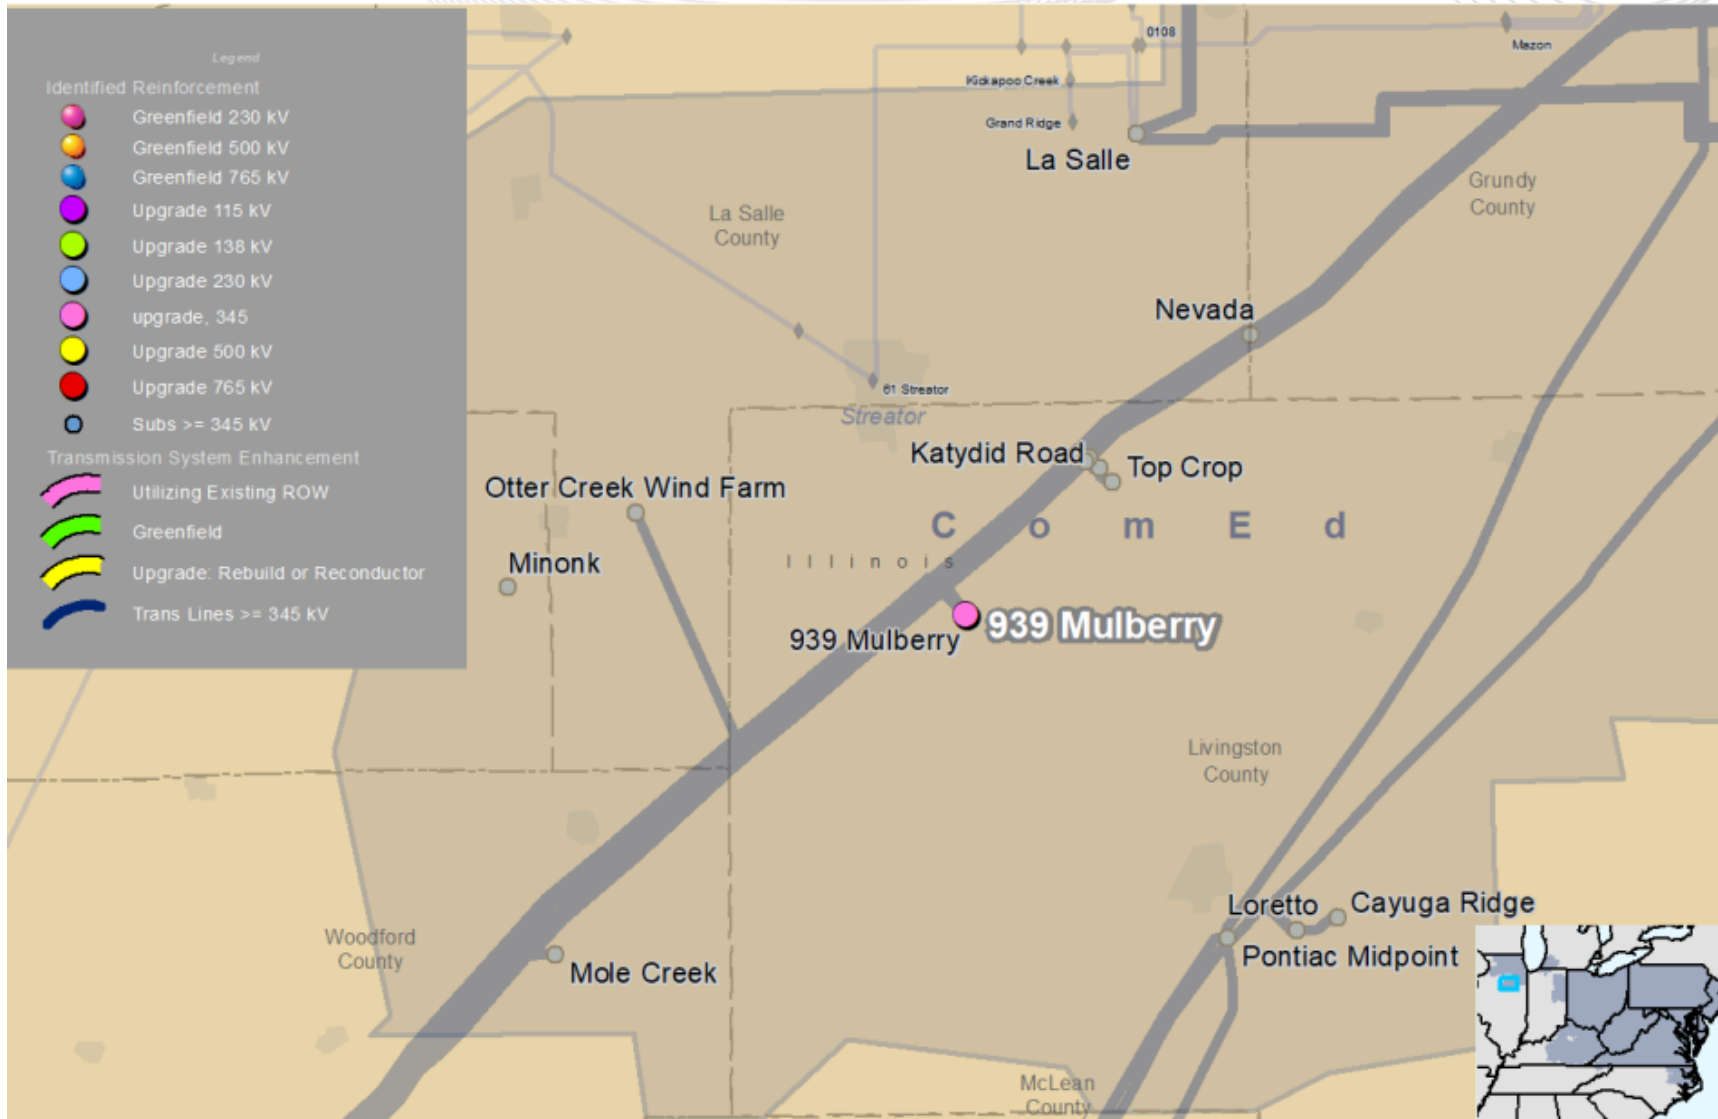 Legend
Identified Reinforcement
Greenfield 230 kV
Greenfield 500 kV
Greenfield 765 kV
Upgrade 115 kV
Upgrade 138 kV
Upgrade 230 kV
upgrade, 345
Upgrade 500 kV
Upgrade 765 kV
Subs >= 345 kV
Transmission System Enhancement
Utilizing Existing ROW
Greenfield
Upgrade: Rebuild or Reconductor
Trans Lines >= 345 kV
0108
Mazon
Kickapoo Creek
Grand Ridge
La Salle
Grundy
County
La Salle
County
Nevada
61 Streator
Streator
Katydid Road
Top Crop
Otter Creek Wind Farm
ComEd
Illinois
Minonk
939 Mulberry
939 Mulberry
Livingston
County
Loretto
Cayuga Ridge
Pontiac Midpoint
Woodford
County
Mole Creek
McLean
County